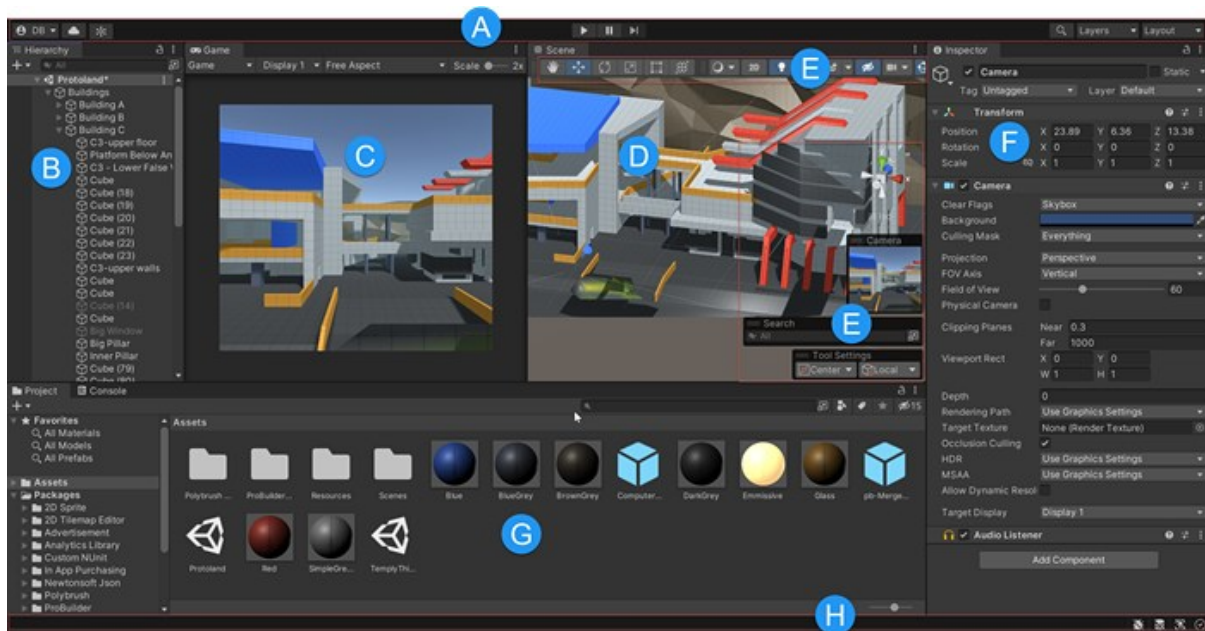 A
DB
Layers
Layout
Hierarchy
All
Protoland*
Buildings
Building A
Building B
Building C
C3-upper floor
Platform Below An
C3 - Lower False
Cube
Cube (18)
Cube (19)
Cube (20)
Cube (21)
Cube (22)
Cube (23)
C3-upper walls
Cube
Cube
Cube (14)
Cube
Big Window
Big Pillar
Inner Pillar
Cube (79)
Cube (80)
B
Game
Game Display 1 Free Aspect Scale 2x
C
Scene
2D
E
D
Camera
E
Search
All
Tool Settings
Center Local
Inspector
Camera Static
Tag Untagged Layer Default
Transform
F
Position X 23.89 Y 6.36 Z 13.38
Rotation X 0 Y 0 Z 0
Scale X 1 Y 1 Z 1
Camera
Clear Flags Skybox
Background
Culling Mask Everything
Projection Perspective
FOV Axis Vertical
Field of View 60
Physical Camera
Clipping Planes Near 0.3
Far 1000
Viewport Rect X 0 Y 0
W 1 H 1
Depth 0
Rendering Path Use Graphics Settings
Target Texture None (Render Texture)
Occlusion Culling
HDR Use Graphics Settings
MSAA Use Graphics Settings
Allow Dynamic Resol
Target Display Display 1
Audio Listener
Add Component
Project Console
15
Favorites
All Materials
All Models
All Prefabs
Assets
Packages
2D Sprite
2D Tilemap Editor
Advertisement
Analytics Library
Custom NUnit
In App Purchasing
Newtonsoft Json
Polybrush
ProBuilder
Assets
Polybrush ... ProBuilder... Resources Scenes Blue BlueGrey BrownGrey Computer... DarkGrey Emmissive Glass pb-Merge...
Protoland Red SimpleGre... TemplyThi...
G
H